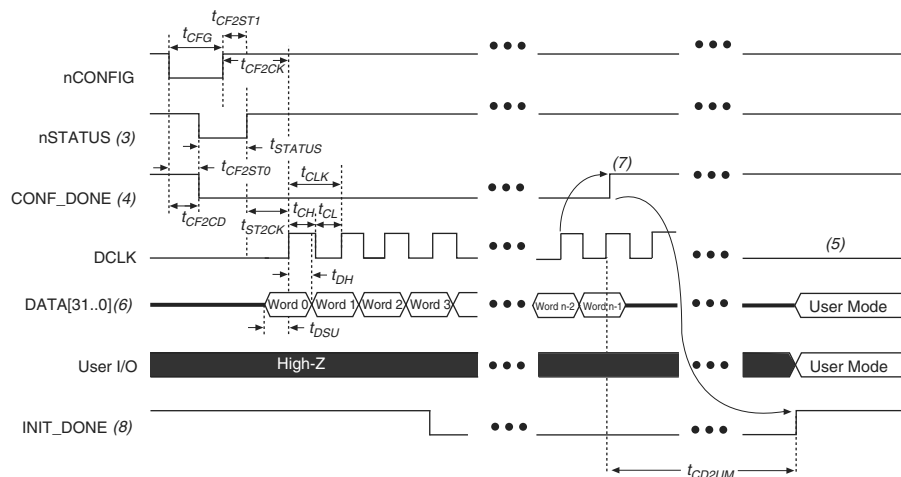 tCF2ST1
tCFG
tCF2CK
nCONFIG
nSTATUS (3)
tSTATUS
tCF2ST0
tCLK
(7)
CONF_DONE (4)
tCH tCL
tCF2CD
tST2CK
(5)
DCLK
tDH
DATA[31..0](6)
Word 0 Word 1 Word 2 Word 3
Word n-2 Word n-1
User Mode
tDSU
User I/O
High-Z
User Mode
INIT_DONE (8)
tCD2UM